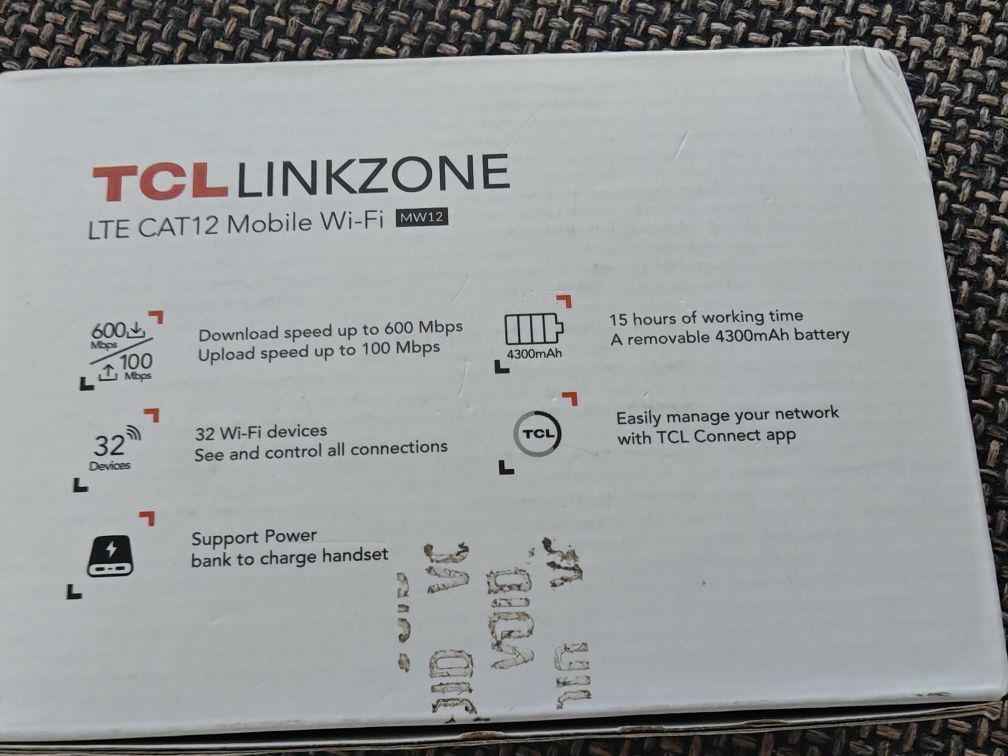 TCL LINKZONE
LTE CAT12 Mobile Wi-Fi MW12
600
Mbps
100
Mbps
Download speed up to 600 Mbps
Upload speed up to 100 Mbps
4300mAh
15 hours of working time
A removable 4300mAh battery
32
Devices
32 Wi-Fi devices
See and control all connections
TCL
Easily manage your network
with TCL Connect app
Support Power
bank to charge handset